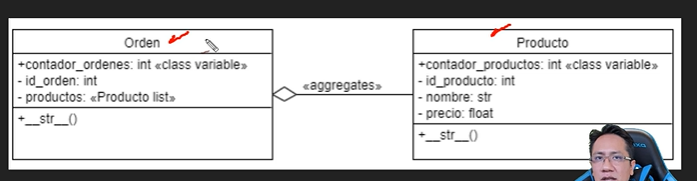 Orden
+contador_ordenes: int «class variable»
- id_orden: int
- productos: «Producto list»
+__str__()
«aggregates»
Producto
+contador_productos: int «class variable»
- id_producto: int
- nombre: str
- precio: float
+__str__()